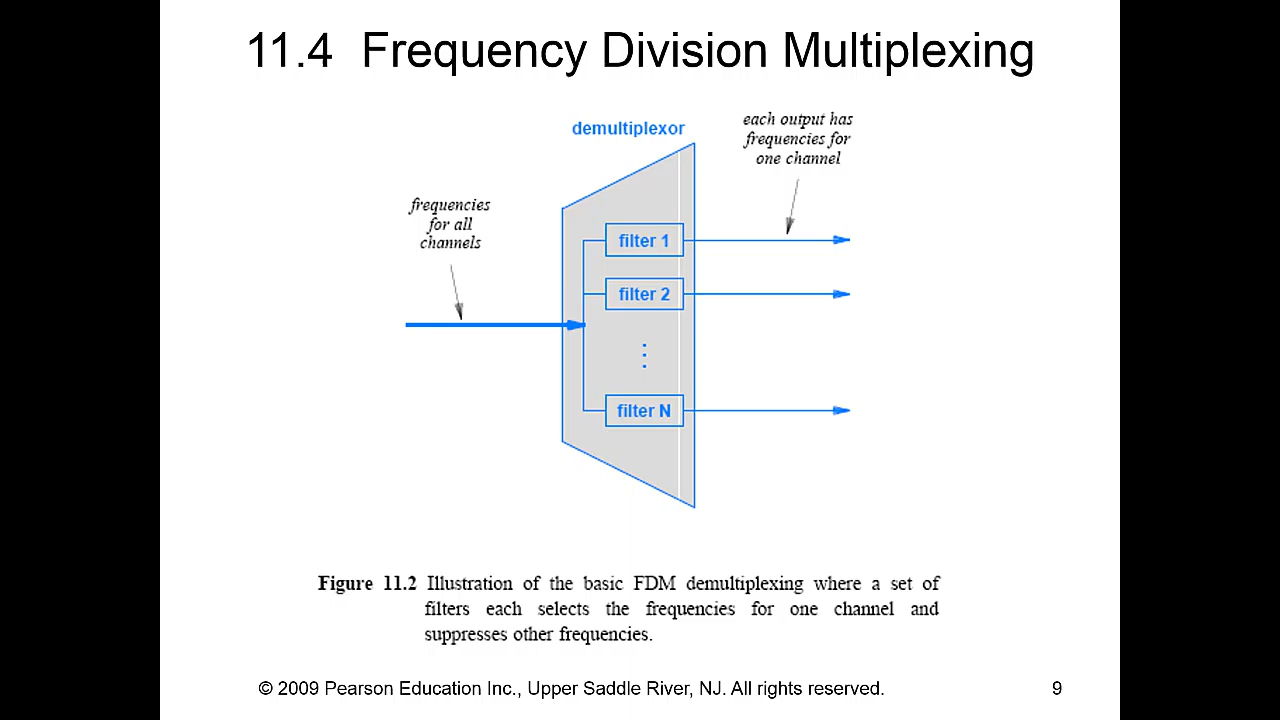 11.4 Frequency Division Multiplexing
demultiplexor
each output has
frequencies for
one channel
frequencies
for all
channels
filter 1
filter 2
filter N
Figure 11.2 Illustration of the basic FDM demultiplexing where a set of
filters each selects the frequencies for one channel and
suppresses other frequencies.
© 2009 Pearson Education Inc., Upper Saddle River, NJ. All rights reserved.
9